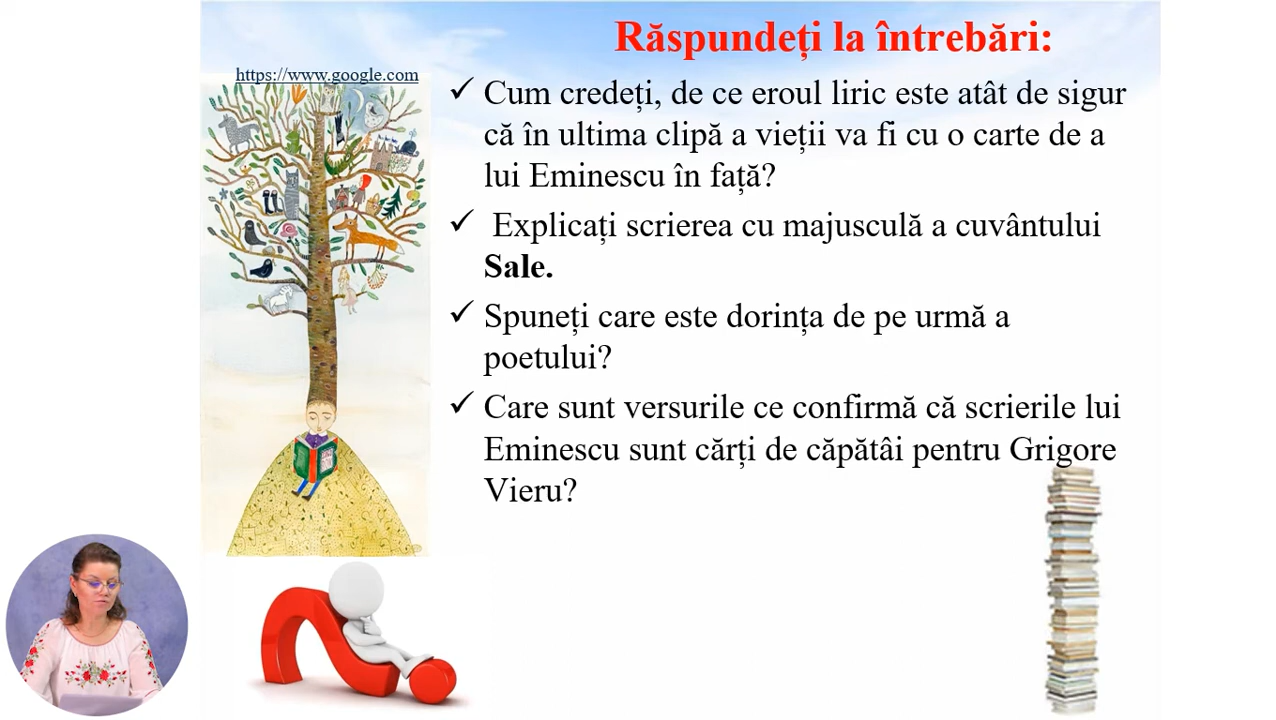 Răspundeți la întrebări:
https://www.google.com
✓ Cum credeți, de ce eroul liric este atât de sigur
că în ultima clipă a vieții va fi cu o carte de a
lui Eminescu în față?
✓ Explicați scrierea cu majusculă a cuvântului
Sale.
✓ Spuneți care este dorința de pe urmă a
poetului?
✓ Care sunt versurile ce confirmă că scrierile lui
Eminescu sunt cărți de căpătâi pentru Grigore
Vieru?